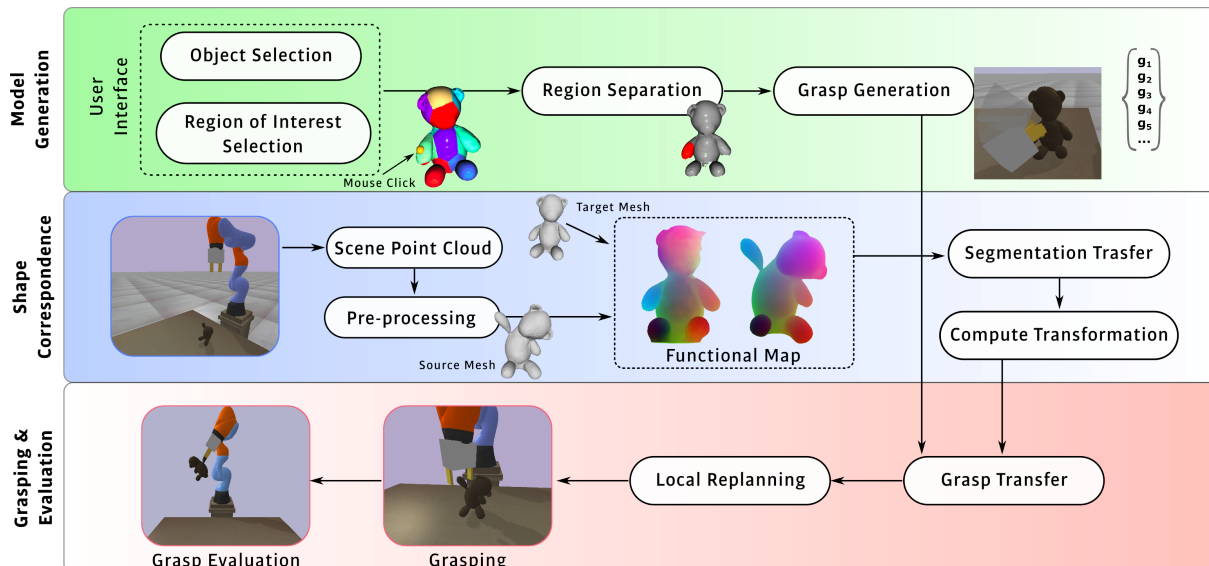 Model
Generation
User
Interface
Object Selection
Region of Interest
Selection
Mouse Click
Region Separation
Grasp Generation
g1
g2
g3
g4
g5
...
Shape
Correspondence
Scene Point Cloud
Pre-processing
Target Mesh
Source Mesh
Functional Map
Segmentation Trasfer
Compute Transformation
Grasping &
Evaluation
Grasp Evaluation
Grasping
Local Replanning
Grasp Transfer